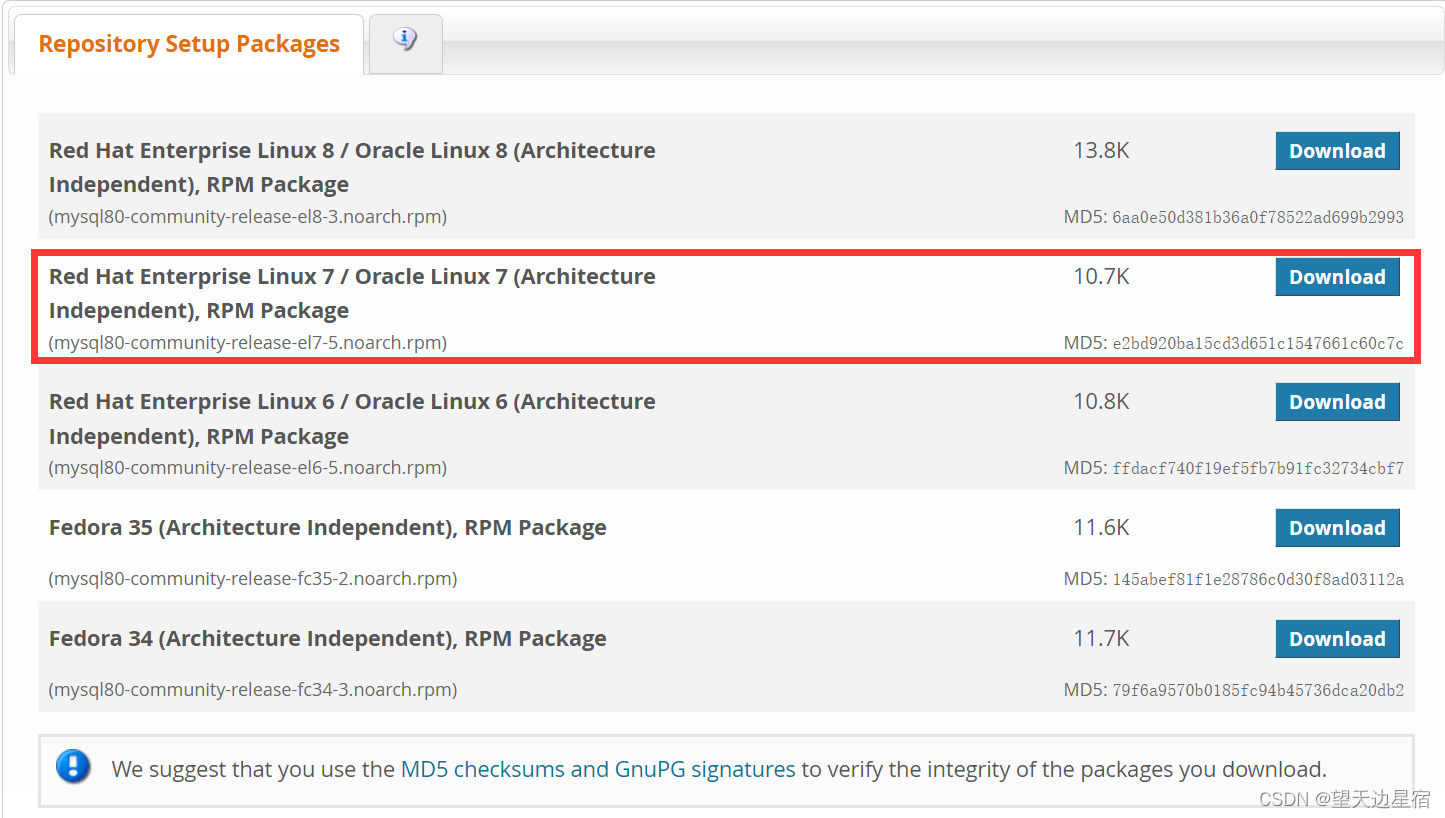 Repository Setup Packages
Red Hat Enterprise Linux 8 / Oracle Linux 8 (Architecture
Independent), RPM Package
13.8K
Download
(mysql80-community-release-el8-3.noarch.rpm)
MD5: 6aa0e50d381b36a0f78522ad699b2993
Red Hat Enterprise Linux 7 / Oracle Linux 7 (Architecture
Independent), RPM Package
10.7K
Download
(mysql80-community-release-el7-5.noarch.rpm)
MD5: e2bd920ba15cd3d651c1547661c60c7c
Red Hat Enterprise Linux 6 / Oracle Linux 6 (Architecture
Independent), RPM Package
10.8K
Download
(mysql80-community-release-el6-5.noarch.rpm)
MD5: ffdacf740f19ef5fb7b91fc32734cbf7
Fedora 35 (Architecture Independent), RPM Package
11.6K
Download
(mysql80-community-release-fc35-2.noarch.rpm)
MD5: 145abef81f1e28786c0d30f8ad03112a
Fedora 34 (Architecture Independent), RPM Package
11.7K
Download
(mysql80-community-release-fc34-3.noarch.rpm)
MD5: 79f6a9570b0185fc94b45736dca20db2
We suggest that you use the MD5 checksums and GnuPG signatures to verify the integrity of the packages you download.
CSDN @望天边星宿